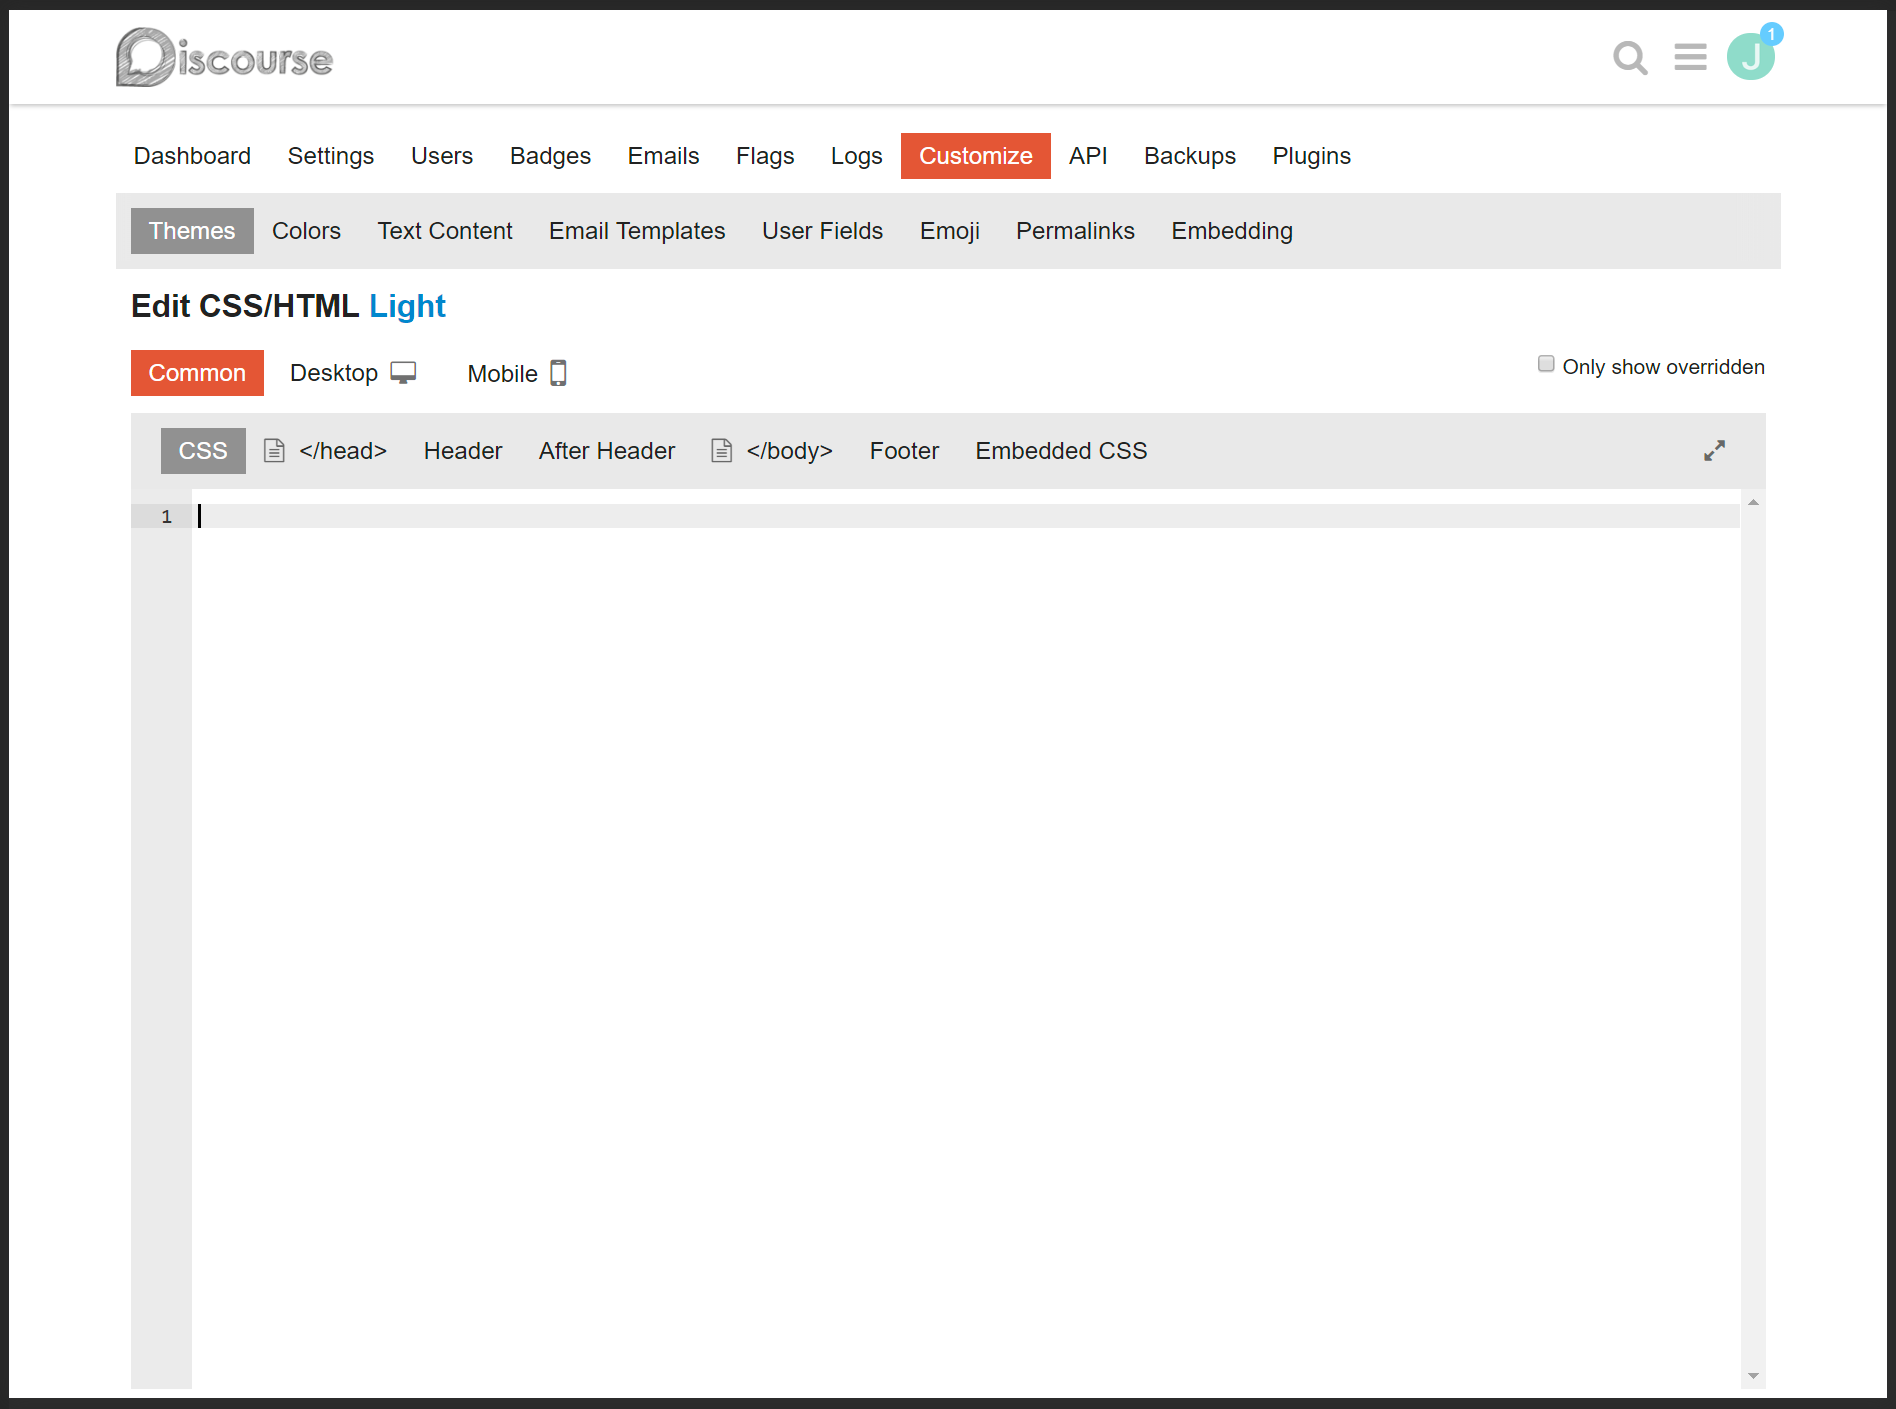 Discourse
1
J
Dashboard Settings Users Badges Emails Flags Logs Customize API Backups Plugins
Themes Colors Text Content Email Templates User Fields Emoji Permalinks Embedding
Edit CSS/HTML Light
Common Desktop Mobile Only show overridden
CSS </head> Header After Header </body> Footer Embedded CSS
1